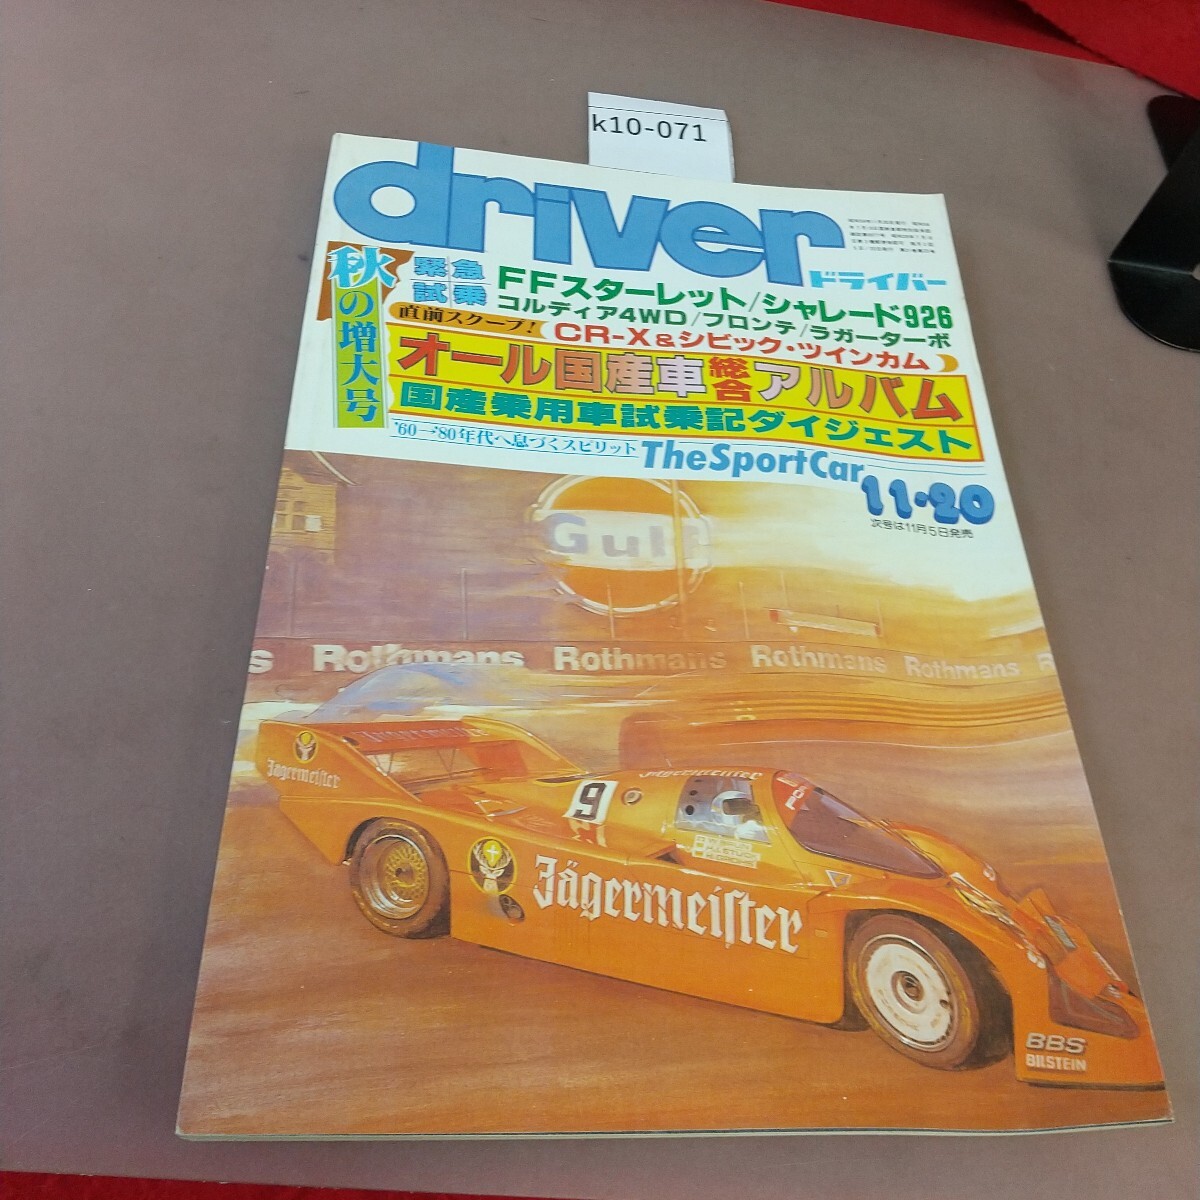 k10-071
driver
ドライバー
秋の増大号
緊急試乗
FFスターレット/シャレード926
コルディア4WD/フロンテ/ラガーターボ
直前スクープ!
CR-X&シビック・ツインカム
オール国産車総合アルバム
国産乗用車試乗記ダイジェスト
'60→'80年代へ息づくスピリット
The SportCar
11・20
次号は11月5日発売
Gulf
s Rothmans Rothmans Rothmans Rothmans R
Jägermeister
Jägermeister
Jägermeister
9
Jägermeister
BBS
BILSTEIN